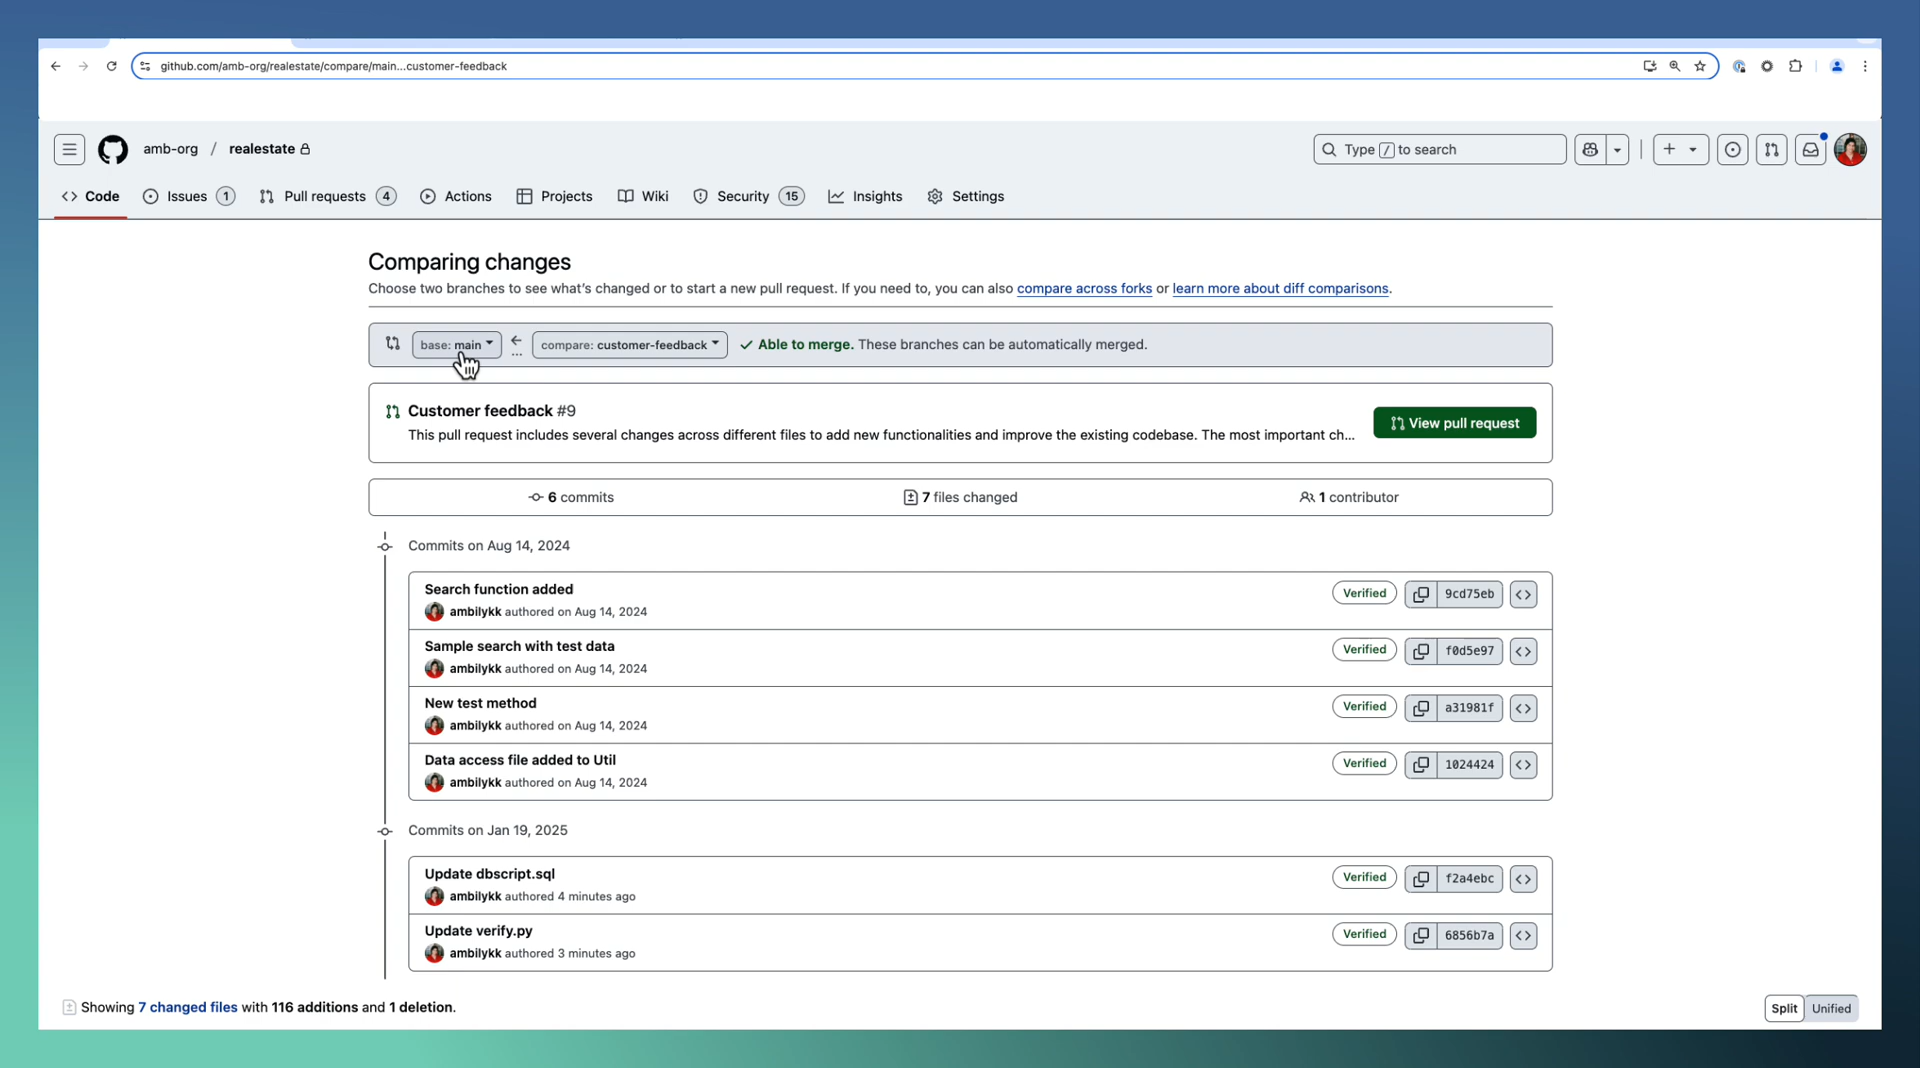 github.com/amb-org/realestate/compare/main...customer-feedback
amb-org / realestate
Type / to search
Code
Issues 1
Pull requests 4
Actions
Projects
Wiki
Security 15
Insights
Settings
Comparing changes
Choose two branches to see what's changed or to start a new pull request. If you need to, you can also compare across forks or learn more about diff comparisons.
base: main
compare: customer-feedback
Able to merge. These branches can be automatically merged.
Customer feedback #9
This pull request includes several changes across different files to add new functionalities and improve the existing codebase. The most important ch...
View pull request
6 commits
7 files changed
1 contributor
Commits on Aug 14, 2024
Search function added
Verified
9cd75eb
ambilykk authored on Aug 14, 2024
Sample search with test data
Verified
f0d5e97
ambilykk authored on Aug 14, 2024
New test method
Verified
a31981f
ambilykk authored on Aug 14, 2024
Data access file added to Util
Verified
1024424
ambilykk authored on Aug 14, 2024
Commits on Jan 19, 2025
Update dbscript.sql
Verified
f2a4ebc
ambilykk authored 4 minutes ago
Update verify.py
Verified
6856b7a
ambilykk authored 3 minutes ago
Showing 7 changed files with 116 additions and 1 deletion.
Split
Unified